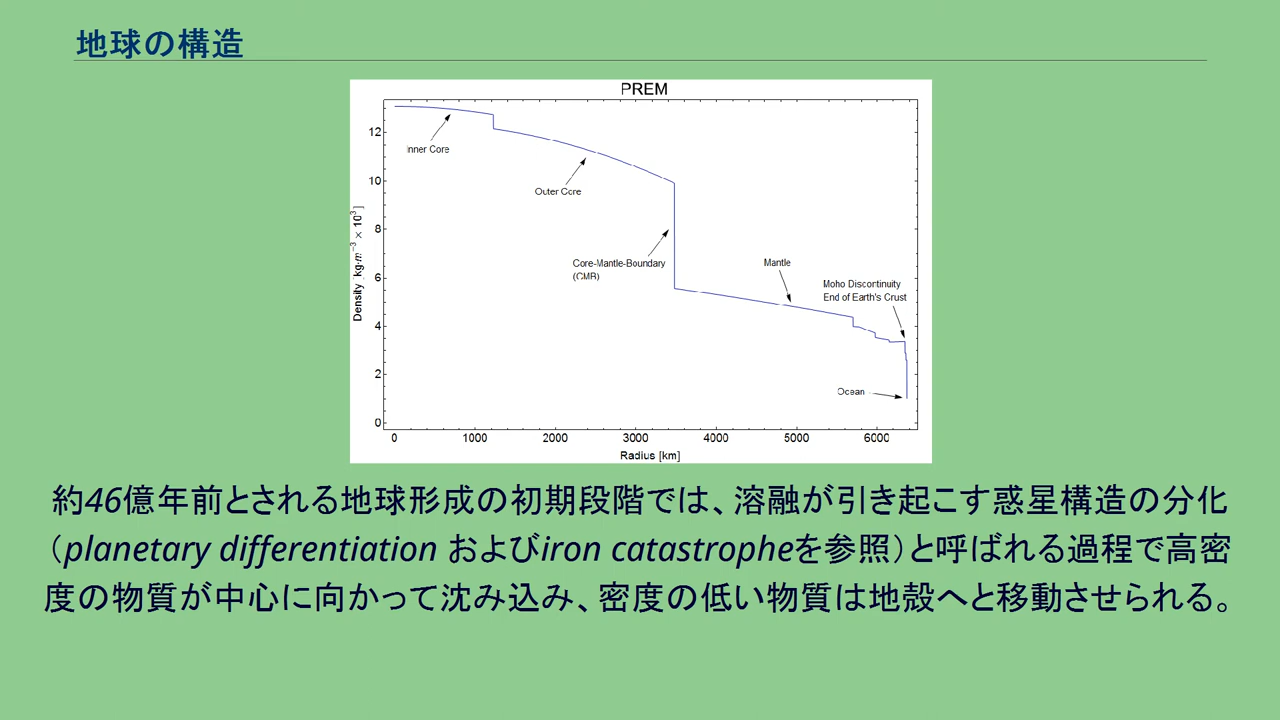 地球の構造
PREM
12
10
8
6
4
2
0
Density [kg·m⁻³ × 10³]
Inner Core
Outer Core
Core-Mantle-Boundary
(CMB)
Mantle
Moho Discontinuity
End of Earth's Crust
Ocean
0 1000 2000 3000 4000 5000 6000
Radius [km]
約46億年前とされる地球形成の初期段階では、溶融が引き起こす惑星構造の分化
（planetary differentiation およびiron catastropheを参照）と呼ばれる過程で高密
度の物質が中心に向かって沈み込み、密度の低い物質は地殻へと移動させられる。